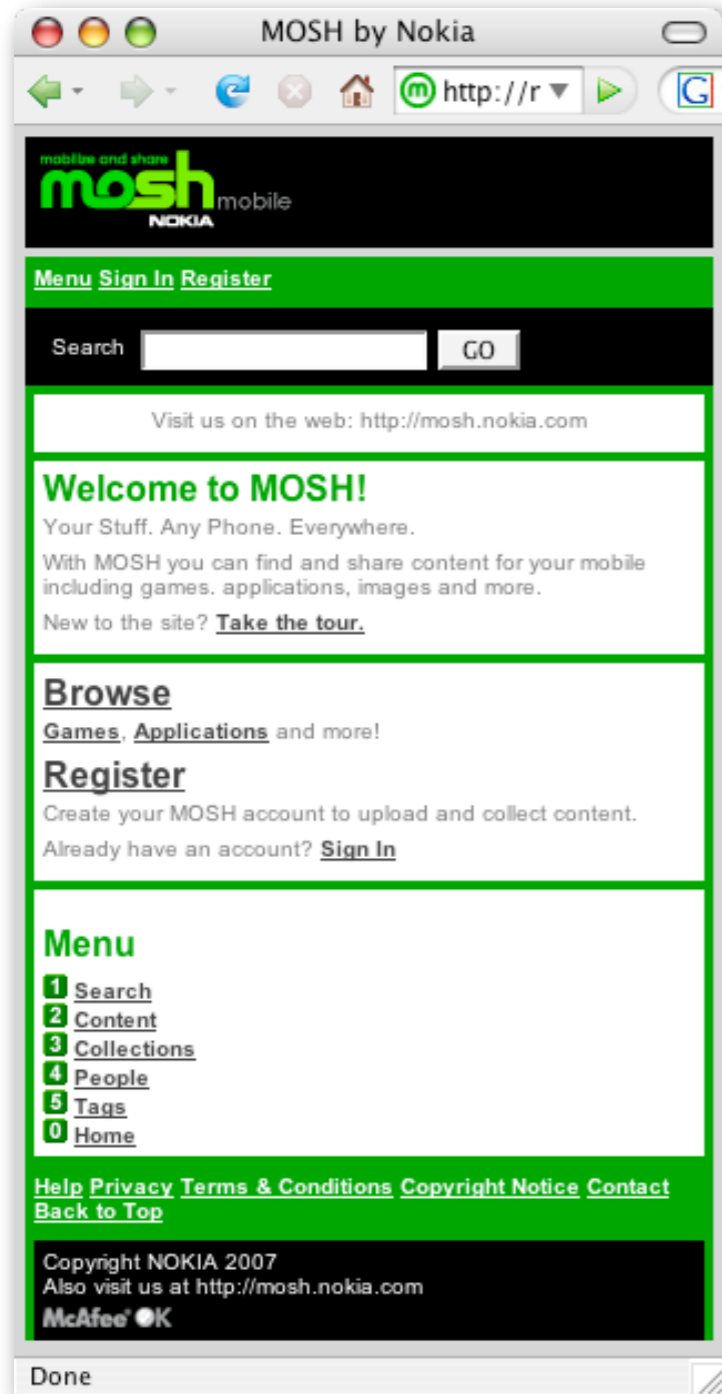 MOSH by Nokia
http://r
G
mobilize and share
mosh mobile
NOKIA
Menu Sign In Register
Search GO
Visit us on the web: http://mosh.nokia.com
Welcome to MOSH!
Your Stuff. Any Phone. Everywhere.
With MOSH you can find and share content for your mobile
including games. applications, images and more.
New to the site? Take the tour.
Browse
Games, Applications and more!
Register
Create your MOSH account to upload and collect content.
Already have an account? Sign In
Menu
1 Search
2 Content
3 Collections
4 People
5 Tags
0 Home
Help Privacy Terms & Conditions Copyright Notice Contact
Back to Top
Copyright NOKIA 2007
Also visit us at http://mosh.nokia.com
McAfee OK
Done